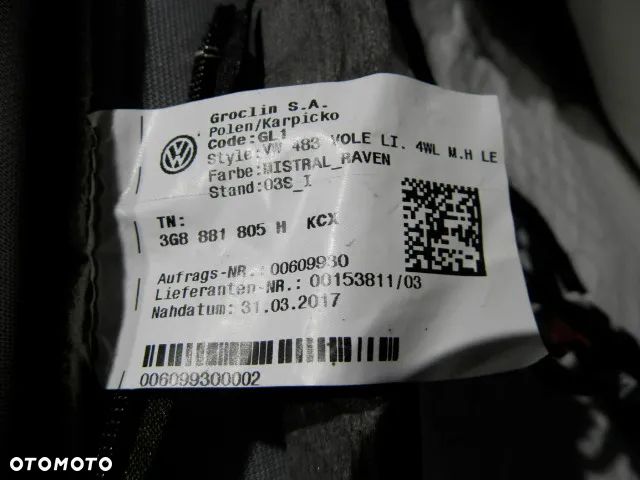 Groclin S.A.
Polen/Karpicko
Code:GL1
Style:VW 483 VOLE LI. 4WL M.H LE
Farbe:MISTRAL_RAVEN
Stand:03S_I
TN:
3G8 881 805 H KCX
Aufrags-NR.:00609930
Lieferanten-NR.: 00153811/03
Nahdatum: 31.03.2017
006099300002
OTOMOTO